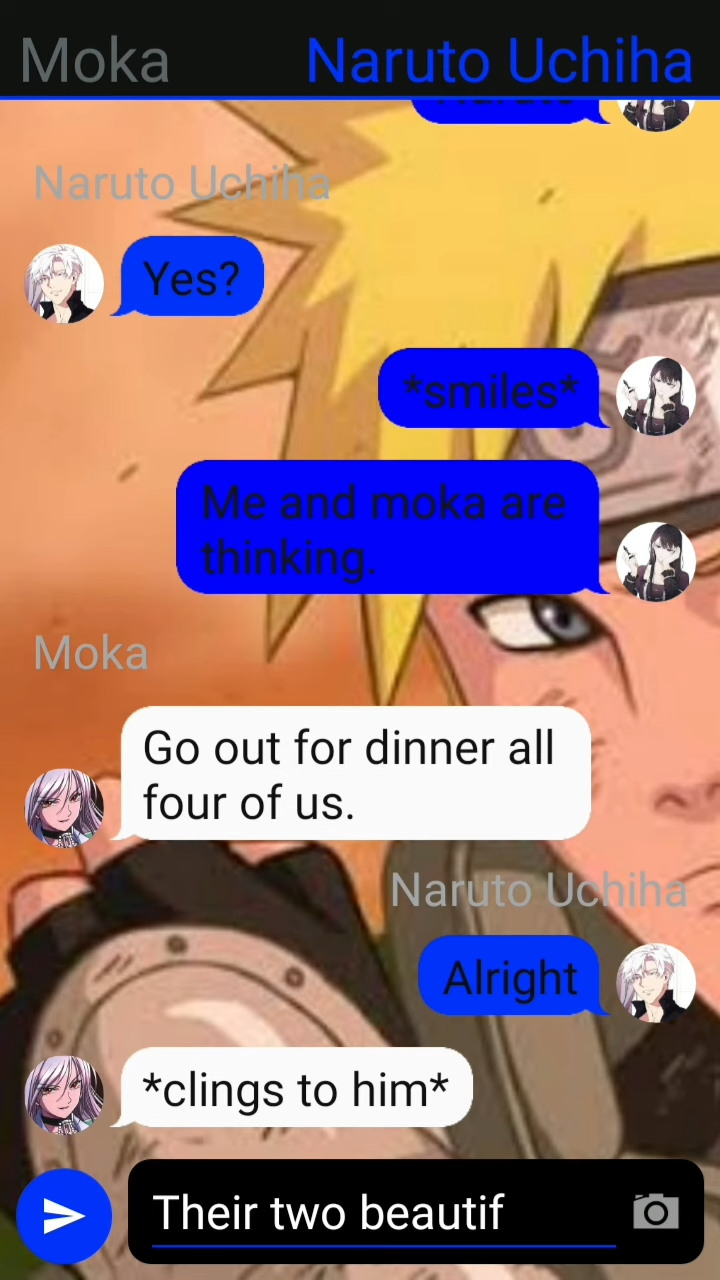 Moka Naruto Uchiha
Naruto Uchiha
Yes?
*smiles*
Me and moka are
thinking.
Moka
Go out for dinner all
four of us.
Naruto Uchiha
Alright
*clings to him*
Their two beautif